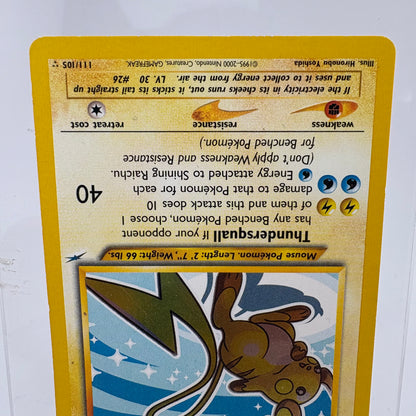 Mouse Pokémon. Length: 2' 7", Weight: 66 lbs.
Thundersquall If your opponent
has any Benched Pokémon, choose 1
of them and this attack does 10
damage to that Pokémon for each
Energy attached to Shining Raichu.
(Don't apply Weakness and Resistance
for Benched Pokémon.)
40
weakness
resistance
retreat cost
If the electricity in its sacs runs out, it sticks its tail straight up
and uses it to collect energy from the air. LV. 30 #26
Illus. Hironobu Yoshida
©1995-2000 Nintendo, Creatures, GAMEFREAK.
111/105